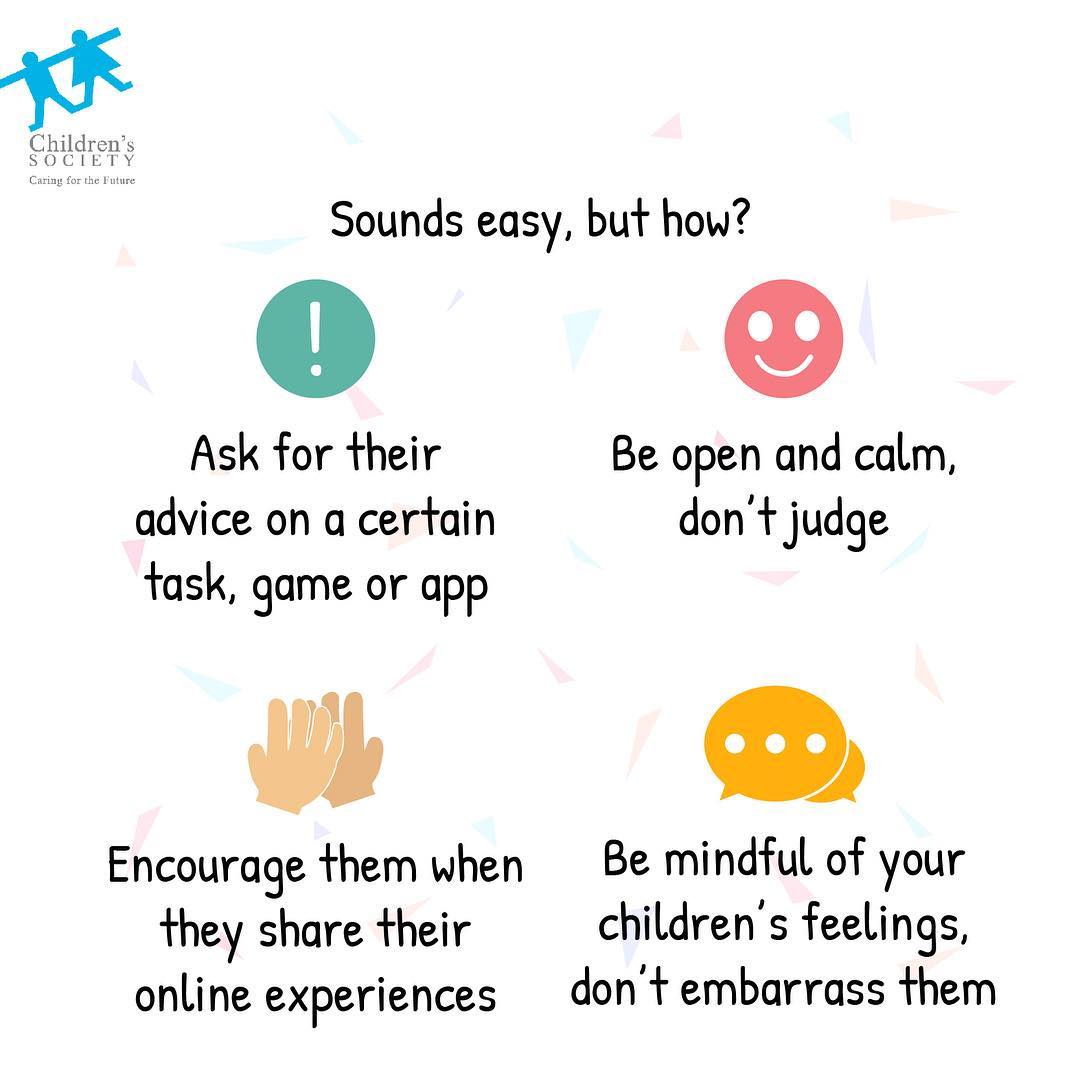 Children's
SOCIETY
Caring for the Future
Sounds easy, but how?
Ask for their
advice on a certain
task, game or app
Be open and calm,
don't judge
Encourage them when
they share their
online experiences
Be mindful of your
children's feelings,
don't embarrass them